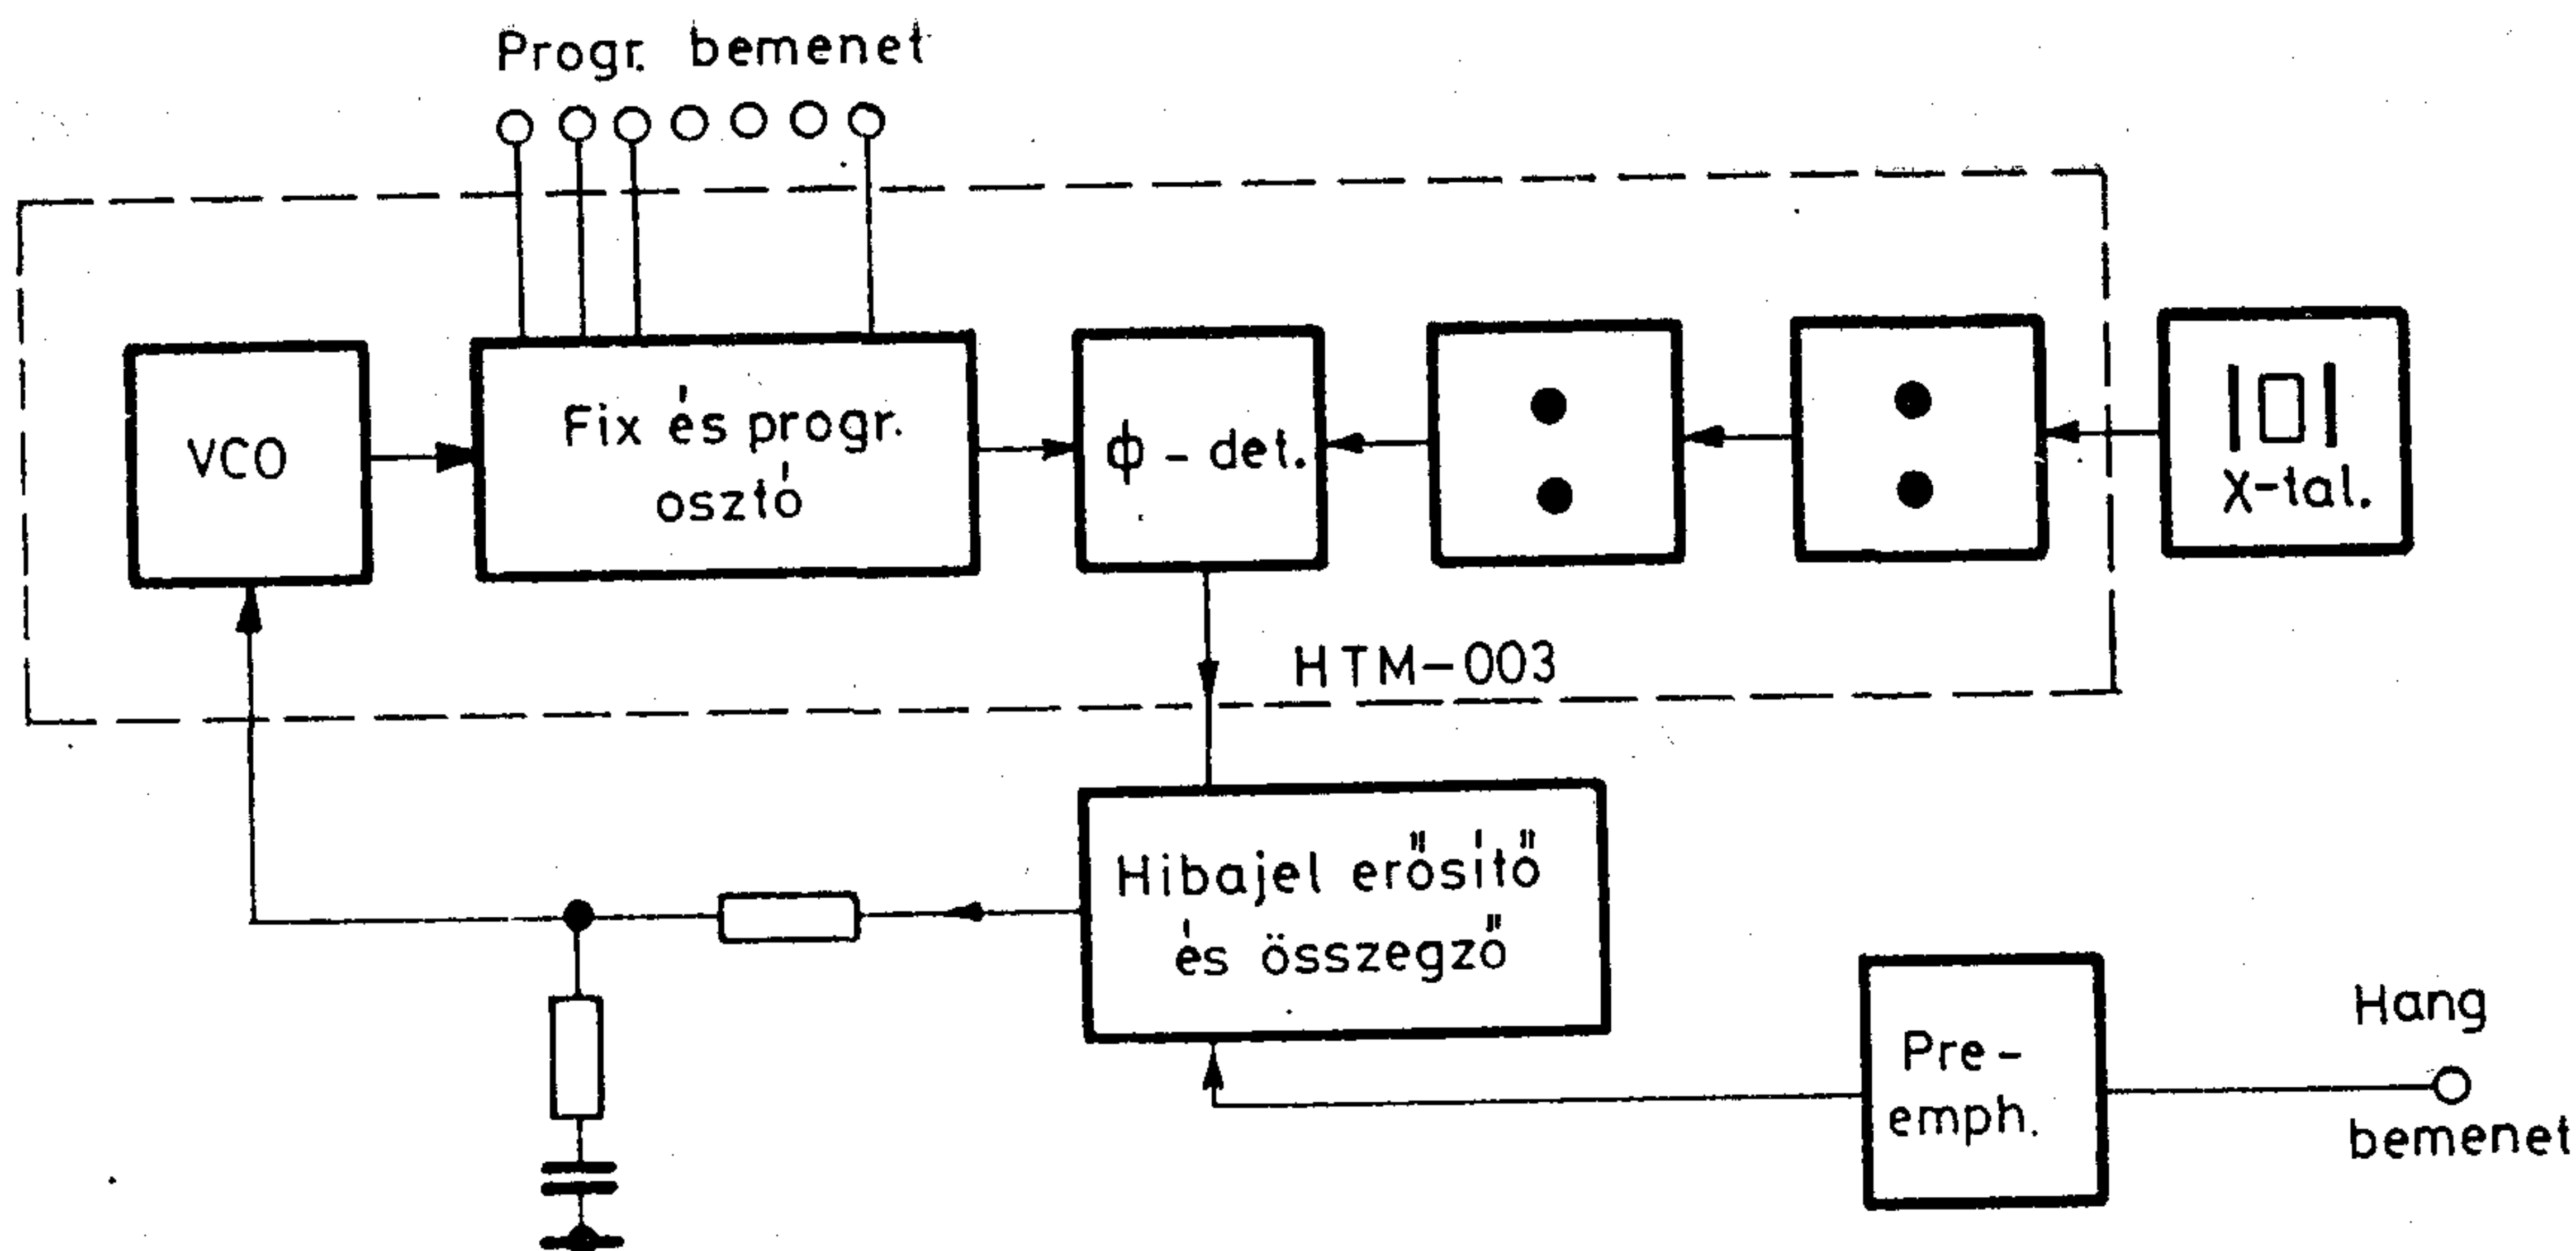 Progr. bemenet
VCO
Fix és progr.
osztó
ϕ - det.
X-tal.
HTM-003
Hibajel erősítő
és összegző
Pre-
emph.
Hang
bemenet